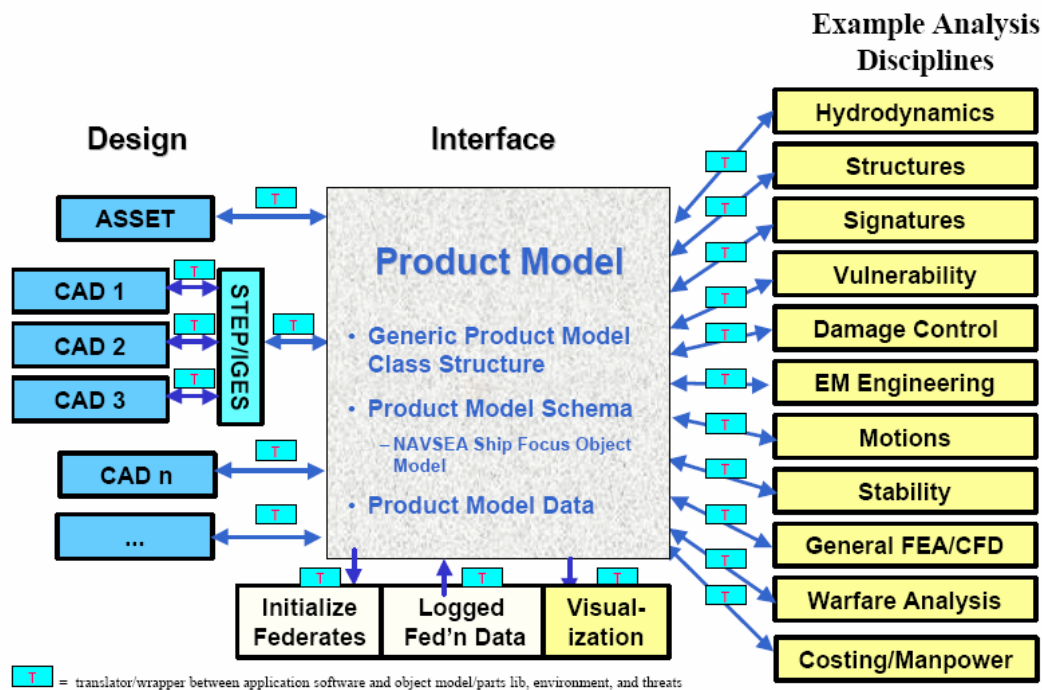 Example Analysis
Disciplines
Design
Interface
ASSET
T
CAD 1
T
CAD 2
T
CAD 3
T
STEP/IGES
T
CAD n
T
...
T
Product Model
• Generic Product Model
Class Structure
• Product Model Schema
– NAVSEA Ship Focus Object
Model
• Product Model Data
T
Initialize
Federates
T
Logged
Fed'n Data
T
Visual-
ization
T
T
T
T
T
T
T
T
T
T
T
Hydrodynamics
Structures
Signatures
Vulnerability
Damage Control
EM Engineering
Motions
Stability
General FEA/CFD
Warfare Analysis
Costing/Manpower
T = translator/wrapper between application software and object model/parts lib, environment, and threats